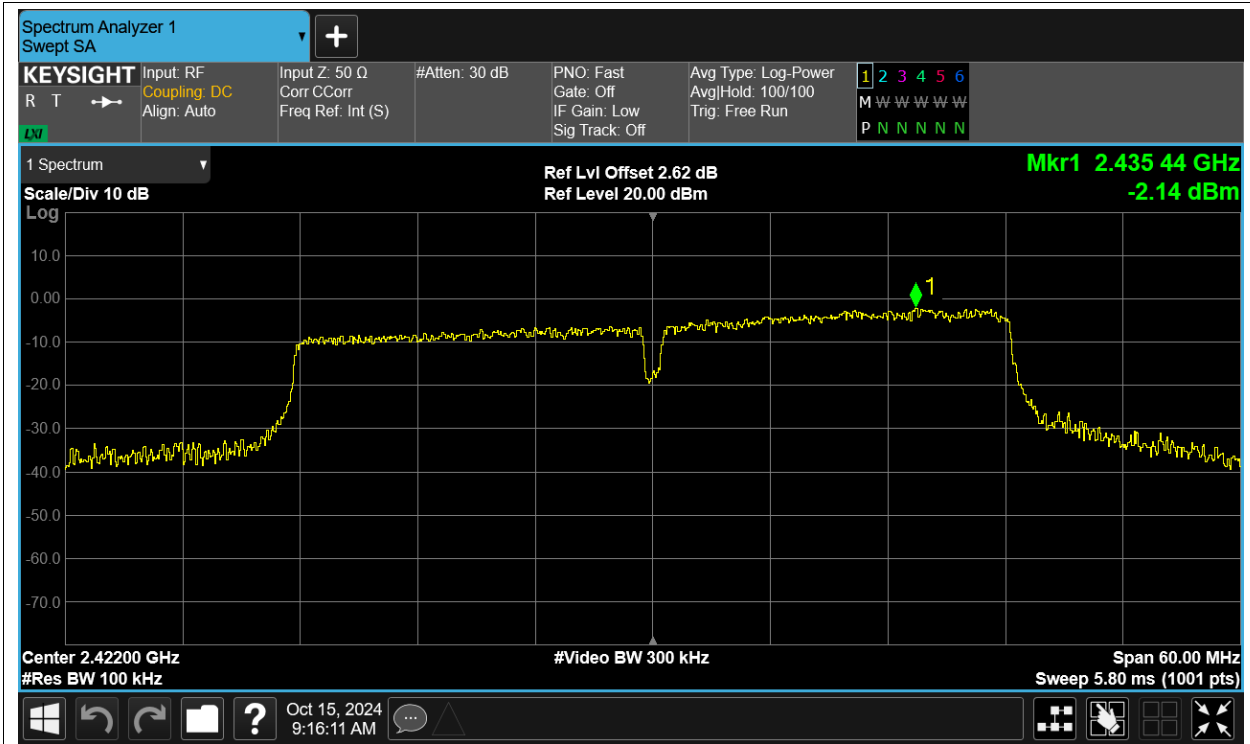 Spectrum Analyzer 1
Swept SA
+
KEYSIGHT
R T
LXI
Input: RF
Coupling: DC
Align: Auto
Input Z: 50 Ω
Corr CCorr
Freq Ref: Int (S)
#Atten: 30 dB
PNO: Fast
Gate: Off
IF Gain: Low
Sig Track: Off
Avg Type: Log-Power
Avg|Hold: 100/100
Trig: Free Run
1 2 3 4 5 6
M W W W W W
P N N N N N
1 Spectrum
Scale/Div 10 dB
Log
Ref Lvl Offset 2.62 dB
Ref Level 20.00 dBm
Mkr1 2.435 44 GHz
-2.14 dBm
10.0
0.00
-10.0
-20.0
-30.0
-40.0
-50.0
-60.0
-70.0
1
Center 2.42200 GHz
#Res BW 100 kHz
#Video BW 300 kHz
Span 60.00 MHz
Sweep 5.80 ms (1001 pts)
?
Oct 15, 2024
9:16:11 AM